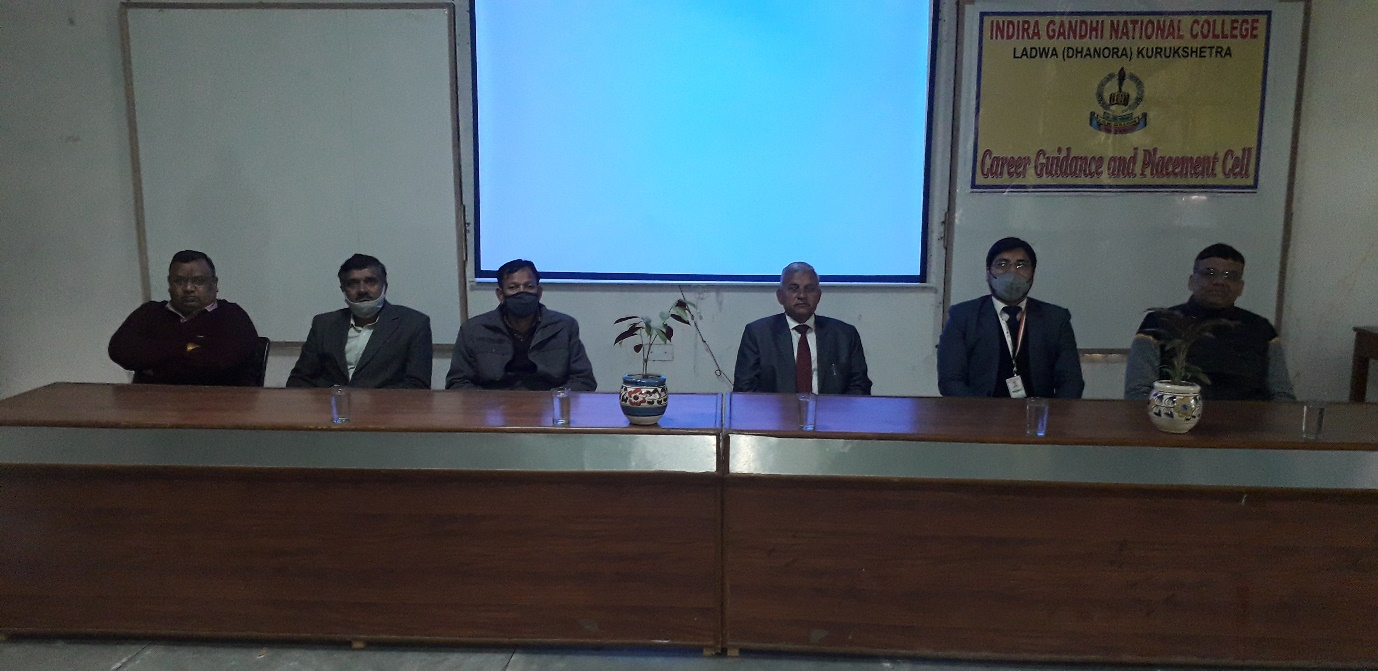 INDIRA GANDHI NATIONAL COLLEGE
LADWA (DHANORA) KURUKSHETRA
Career Guidance and Placement Cell